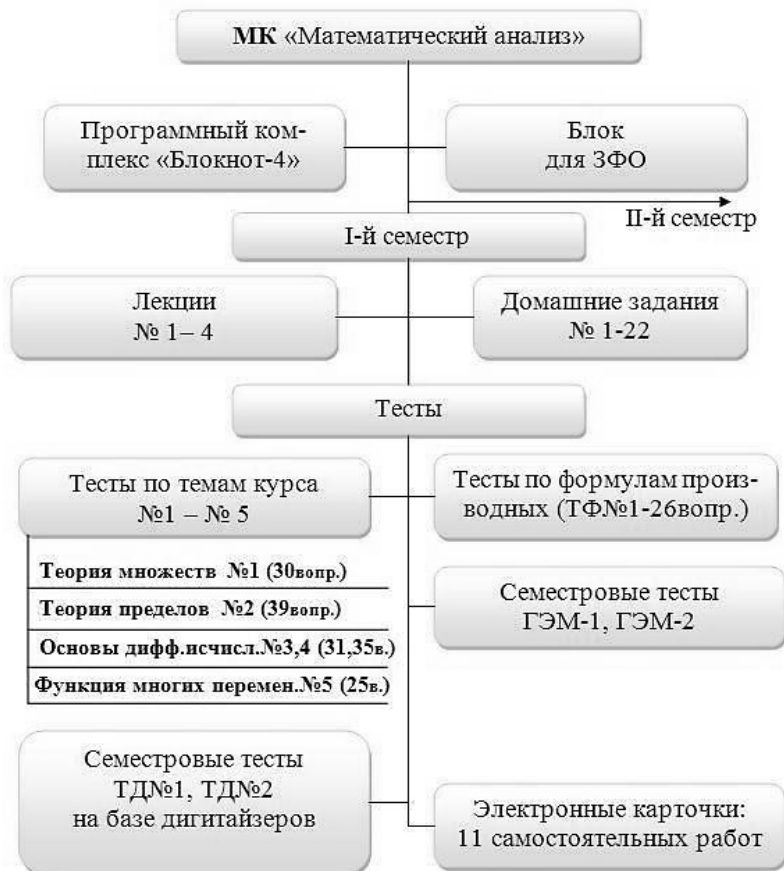 МК «Математический анализ»
Программный ком-
плекс «Блокнот-4»
Блок
для ЗФО
II-й семестр
I-й семестр
Лекции
№ 1– 4
Домашние задания
№ 1-22
Тесты
Тесты по темам курса
№1 – № 5
Тесты по формулам произ-
водных (ТФ№1-26вопр.)
Теория множеств №1 (30вопр.)
Теория пределов №2 (39вопр.)
Основы дифф.исчисл.№3,4 (31,35в.)
Функция многих перемен.№5 (25в.)
Семестровые тесты
ГЭМ-1, ГЭМ-2
Семестровые тесты
ТД№1, ТД№2
на базе дигитайзеров
Электронные карточки:
11 самостоятельных работ